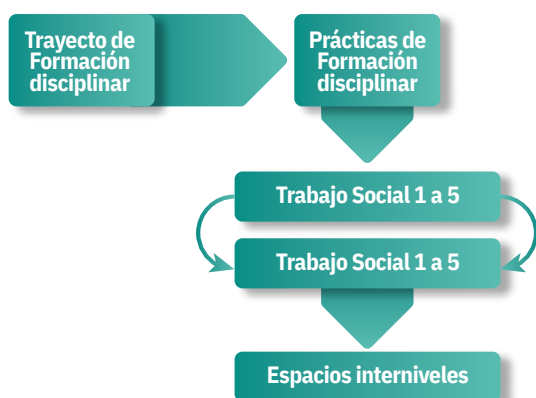 Trayecto de
Formación
disciplinar
Prácticas de
Formación
disciplinar
Trabajo Social 1 a 5
Trabajo Social 1 a 5
Espacios interniveles